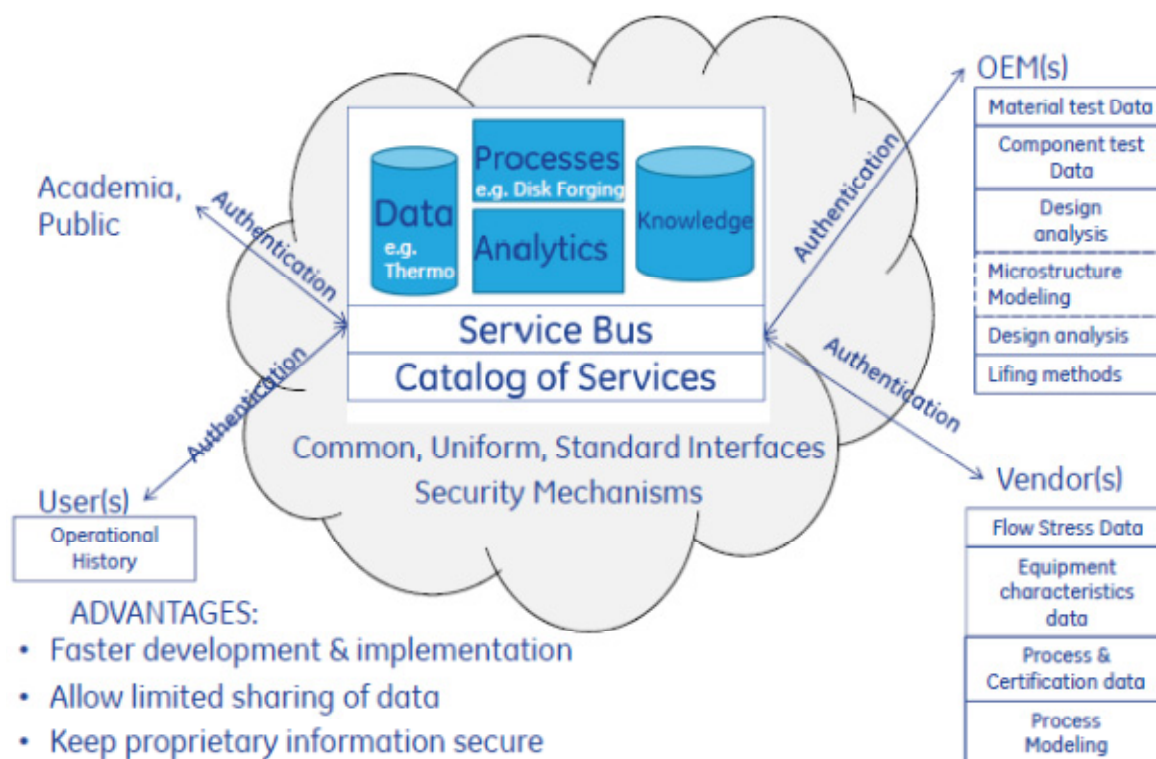 OEM(s)
Material test Data
Component test
Data
Design
analysis
Microstructure
Modeling
Design analysis
Lifing methods
Authentication
Academia,
Public
Authentication
Processes
e.g. Disk Forging
Data
e.g.
Thermo
Analytics
Knowledge
Service Bus
Catalog of Services
Common, Uniform, Standard Interfaces
Security Mechanisms
Authentication
Authentication
User(s)
Operational
History
Vendor(s)
Flow Stress Data
Equipment
characteristics
data
Process &
Certification data
Process
Modeling
ADVANTAGES:
• Faster development & implementation
• Allow limited sharing of data
• Keep proprietary information secure